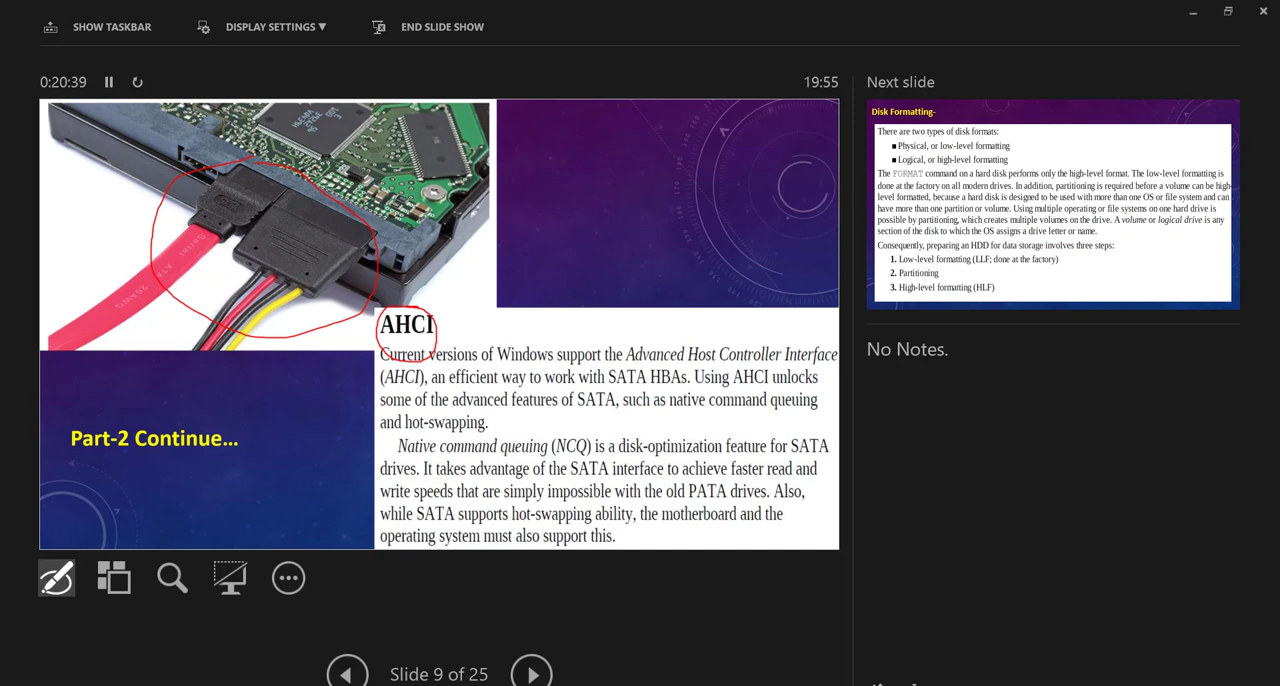 SHOW TASKBAR
DISPLAY SETTINGS ▼
END SLIDE SHOW
0:20:39
19:55
Serial ATA
26AWG
AHCI
Current versions of Windows support the Advanced Host Controller Interface
(AHCI), an efficient way to work with SATA HBAs. Using AHCI unlocks
some of the advanced features of SATA, such as native command queuing
and hot-swapping.
Native command queuing (NCQ) is a disk-optimization feature for SATA
drives. It takes advantage of the SATA interface to achieve faster read and
write speeds that are simply impossible with the old PATA drives. Also,
while SATA supports hot-swapping ability, the motherboard and the
operating system must also support this.
Part-2 Continue...
Slide 9 of 25
Next slide
Disk Formatting-
There are two types of disk formats:
■ Physical, or low-level formatting
■ Logical, or high-level formatting
The FORMAT command on a hard disk performs only the high-level format. The low-level formatting is
done at the factory on all modern drives. In addition, partitioning is required before a volume can be high-
level formatted, because a hard disk is designed to be used with more than one OS or file system and can
have more than one partition or volume. Using multiple operating or file systems on one hard drive is
possible by partitioning, which creates multiple volumes on the drive. A volume or logical drive is any
section of the disk to which the OS assigns a drive letter or name.
Consequently, preparing an HDD for data storage involves three steps:
1. Low-level formatting (LLF; done at the factory)
2. Partitioning
3. High-level formatting (HLF)
No Notes.